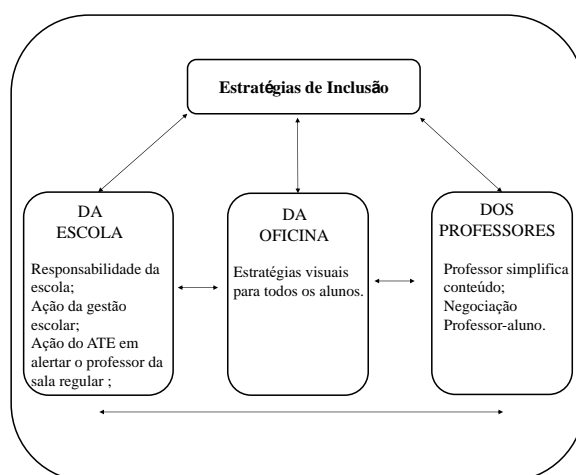 Estratégias de Inclusão
DA
ESCOLA
Responsabilidade da
escola;
Ação da gestão
escolar;
Ação do ATE em
alertar o professor da
sala regular ;
DA
OFICINA
Estratégias visuais
para todos os alunos.
DOS
PROFESSORES
Professor simplifica
conteúdo;
Negociação
Professor-aluno.